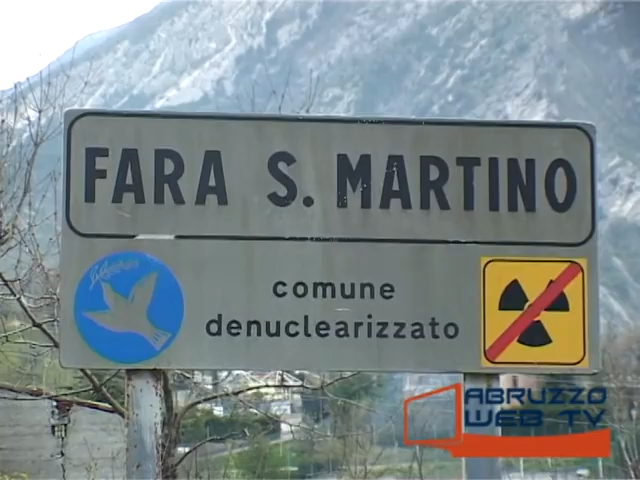 FARA S. MARTINO
comune
denuclearizzato
ABRUZZO
WEB TV